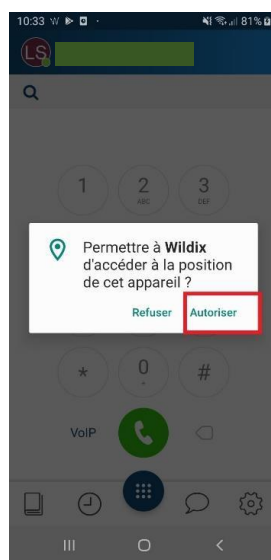 10:33 W 81%
LS
1 2 3
ABC DEF
Permettre à Wildix
d'accéder à la position
de cet appareil ?
Refuser Autoriser
* 0 #
+
VoIP